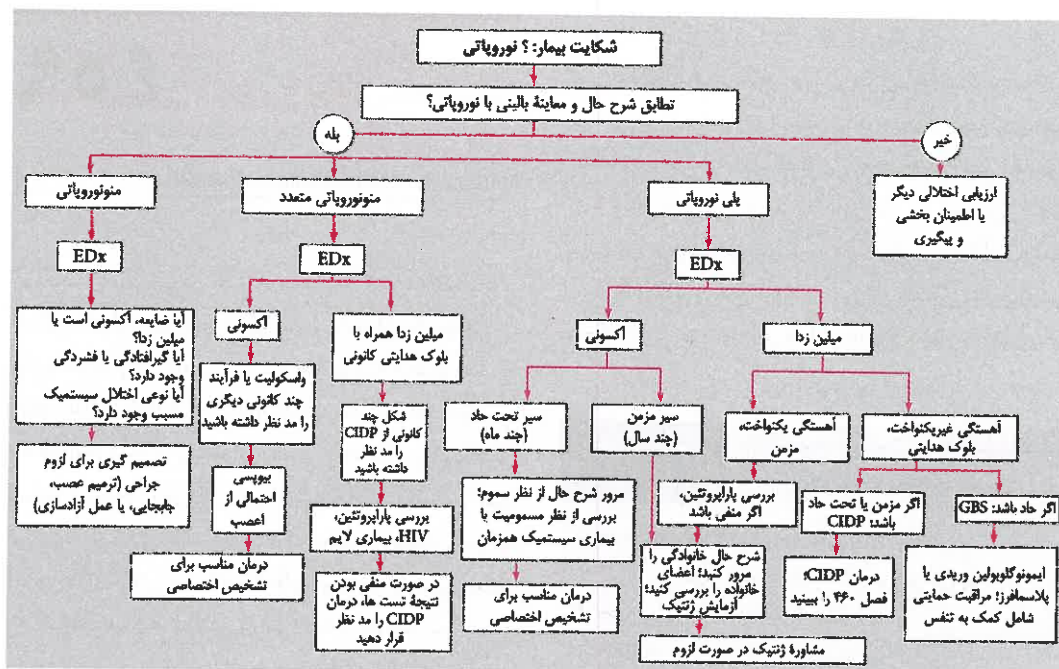 شکایت بیمار: ؟ نوروپاتی
تطابق شرح حال و معاینهٔ بالینی با نوروپاتی؟
بله
خیر
منونوروپاتی
منونوروپاتی متعدد
پلی نوروپاتی
ارزیابی اختلالی دیگر
یا اطمینان بخشی
و پیگیری
EDx
EDx
EDx
آیا ضایعه، آکسونی است یا
میلین زدا؟
آیا گیرافتادگی یا فشردگی
وجود دارد؟
آیا نوعی اختلال سیستمیک
مسبب وجود دارد؟
تصمیم گیری برای لزوم
جراحی (ترمیم عصب،
جابجایی، یا عمل آزادسازی)
آکسونی
واسکولیت یا فرآیند
چند کانونی دیگری
را مد نظر داشته باشید
بیوپسی
احتمالی از
اعصب
درمان مناسب برای
تشخیص اختصاصی
میلین زدا همراه با
بلوک هدایتی کانونی
شکل چند
کانونی از CIDP
را مد نظر
داشته باشید
بررسی پاراپروتئین،
HIV، بیماری لایم
در صورت منفی بودن
نتیجهٔ تست ها، درمان
CIDP را مد نظر
قرار دهید
آکسونی
سیر تحت حاد
(چند ماه)
مرور شرح حال از نظر سموم؛
بررسی از نظر مسمومیت با
بیماری سیستمیک همزمان
درمان مناسب برای
تشخیص اختصاصی
سیر مزمن
(چند سال)
میلین زدا
آهستگی یکنواخت،
مزمن
بررسی پاراپروتئین،
اگر منفی باشد
شرح حال خانوادگی را
مرور کنید؛ اعضای
خانواده را بررسی کنید؛
آزمایش ژنتیک
مشاورهٔ ژنتیک در صورت لزوم
آهستگی غیریکنواخت،
بلوک هدایتی
اگر مزمن یا تحت حاد
باشد: CIDP
درمان CIDP؛
فصل ۴۶۰ را ببینید
اگر حاد باشد: GBS
ایمونوگلوبولین وریدی یا
پلاسمافرز؛ مراقبت حمایتی
شامل کمک به تنفس